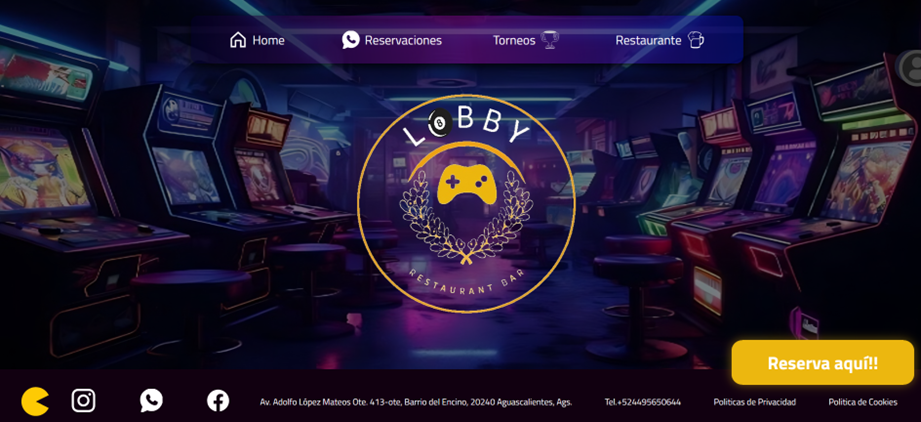 Home
Reservaciones
Torneos
Restaurante
LOBBY
8
RESTAURANT BAR
Reserva aquí!!
Av. Adolfo López Mateos Ote. 413-ote, Barrio del Encino, 20240 Aguascalientes, Ags.
Tel.+524495650644
Politicas de Privacidad
Politica de Cookies